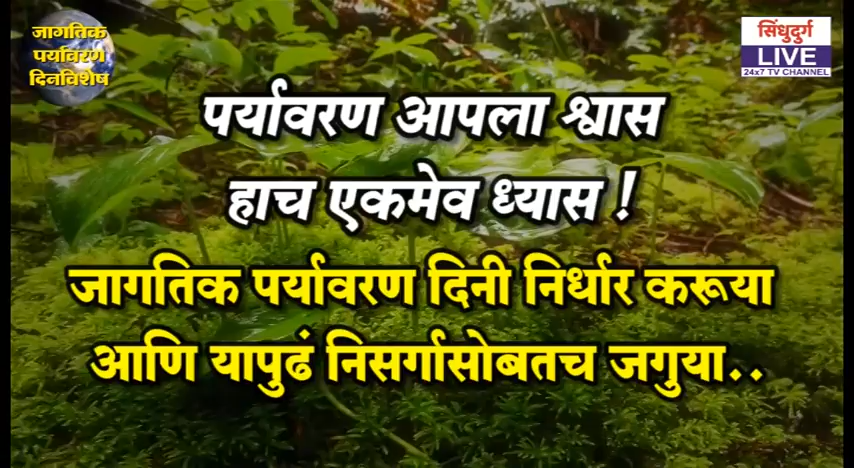 जागतिक
पर्यावरण
दिनविशेष
सिंधुदुर्ग
LIVE
24x7 TV CHANNEL
पर्यावरण आपला श्वास
हाच एकमेव ध्यास !
जागतिक पर्यावरण दिनी निर्धार करूया
आणि यापुढं निसर्गासोबतच जगुया..